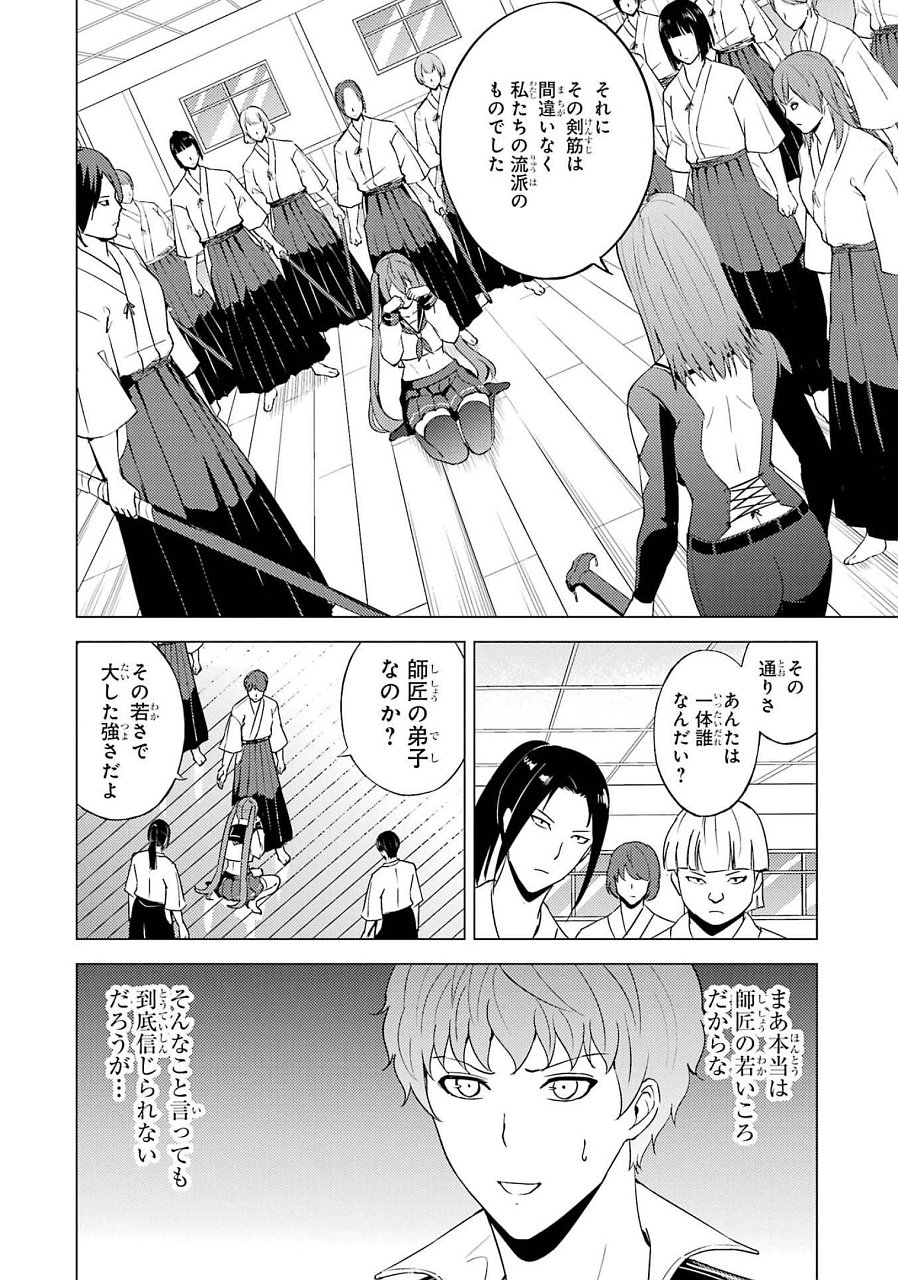 それに
その剣筋は
間違いなく
私たちの流派の
ものでした
その
通りさ
あんたは
一体誰
なんだい？
師匠の弟子
なのか？
その若さで
大した強さだよ
まあ本当は
師匠の若いころ
だからな
そんなこと言っても
到底信じられない
だろうが…